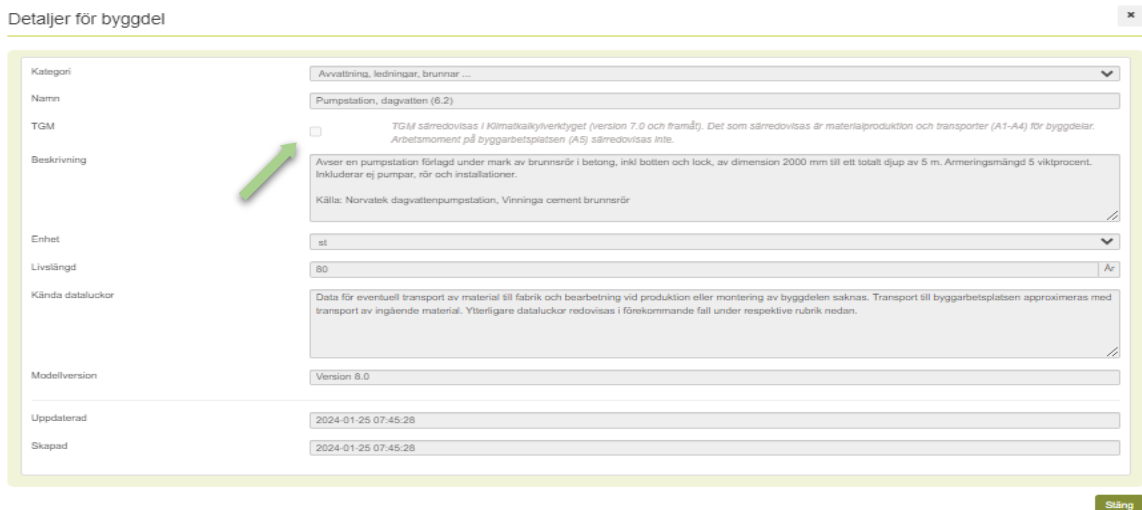 Detaljer för byggdel
×
Kategori
Avvattning, ledningar, brunnar ...
Namn
Pumpstation, dagvatten (6.2)
TGM
TGM särredovisas i Klimatkalkylverktyget (version 7.0 och framåt). Det som särredovisas är materialproduktion och transporter (A1-A4) för byggdelar.
Arbetsmoment på byggarbetsplatsen (A5) särredovisas inte.
Beskrivning
Avser en pumpstation förlagd under mark av brunnsrör i betong, inkl botten och lock, av dimension 2000 mm till ett totalt djup av 5 m. Armeringsmängd 5 viktprocent.
Inkluderar ej pumpar, rör och installationer.
Källa: Norvatek dagvattenpumpstation, Vinninga cement brunnsrör
Enhet
st
Livslängd
80
År
Kända dataluckor
Data för eventuell transport av material till fabrik och bearbetning vid produktion eller montering av byggdelen saknas. Transport till byggarbetsplatsen approximeras med
transport av ingående material. Ytterligare dataluckor redovisas i förekommande fall under respektive rubrik nedan.
Modellversion
Version 8.0
Uppdaterad
2024-01-25 07:45:28
Skapad
2024-01-25 07:45:28
Stäng